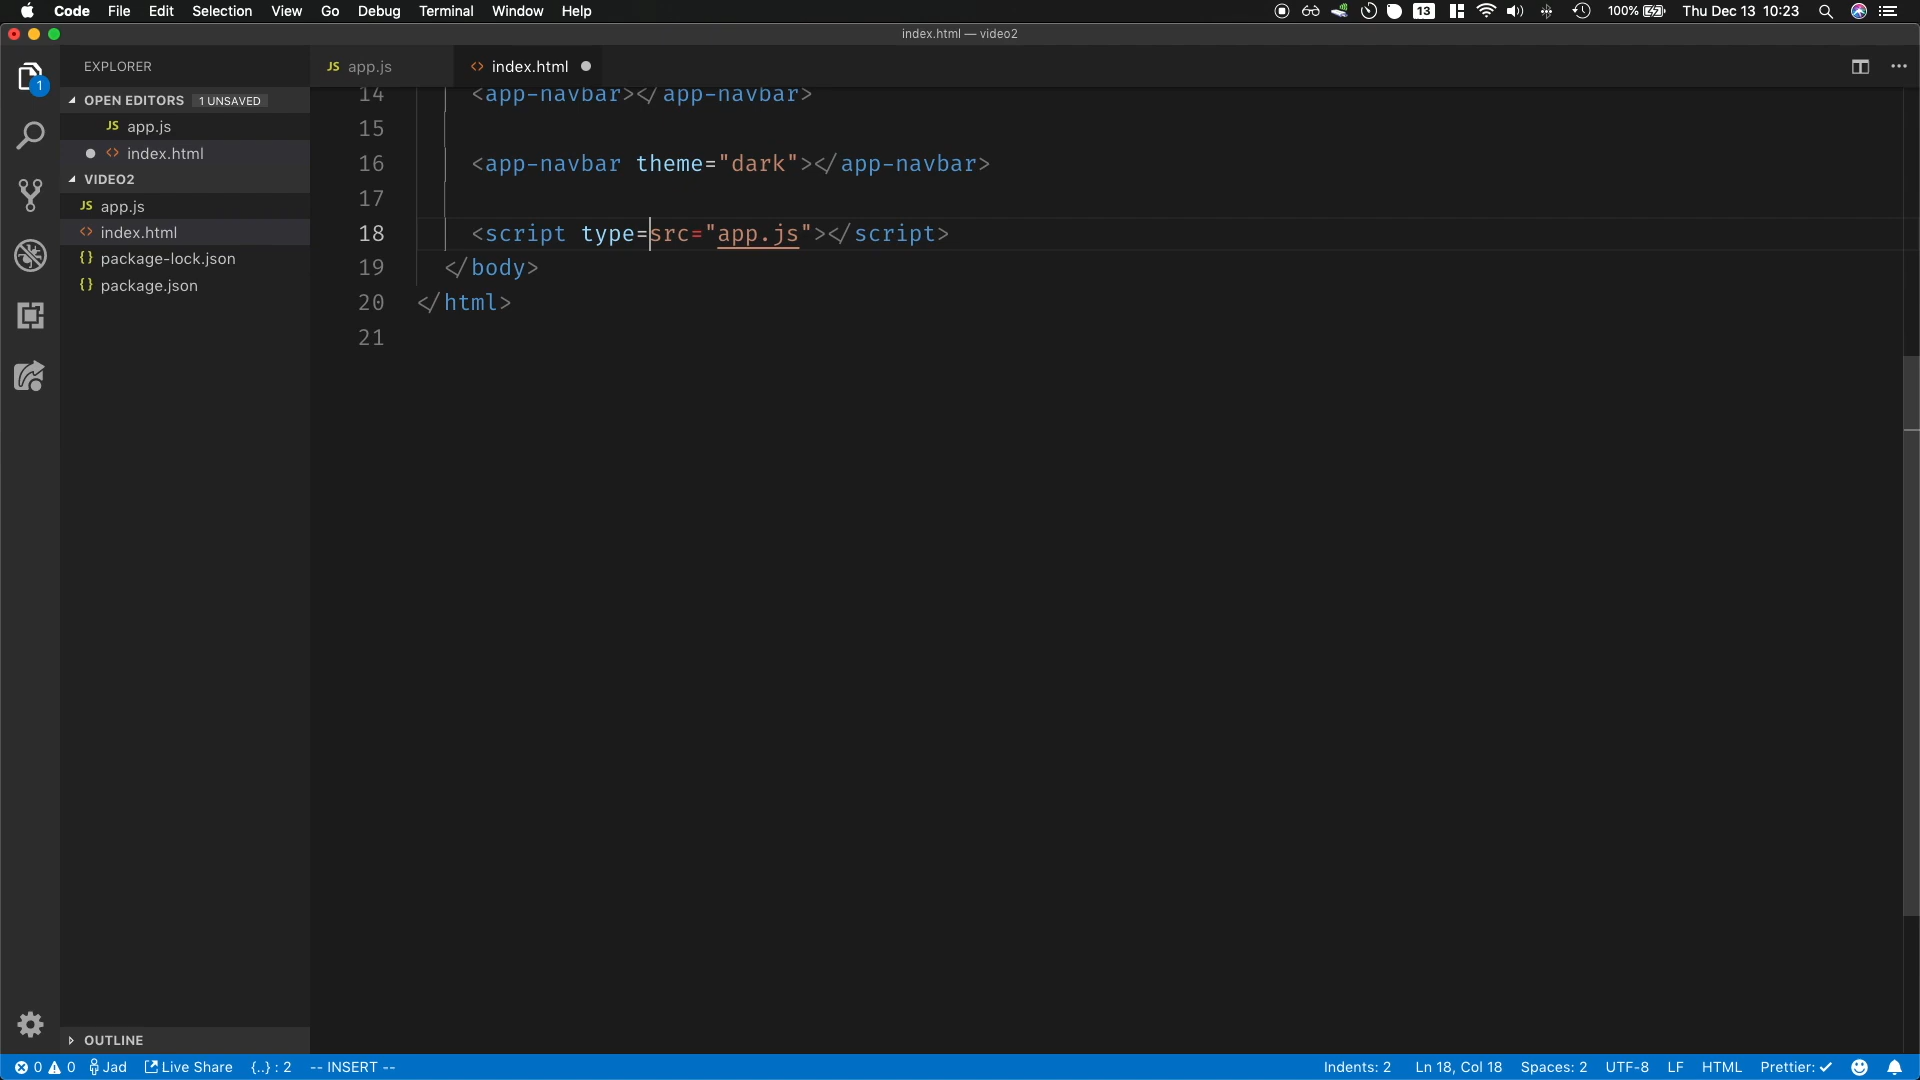 Code File Edit Selection View Go Debug Terminal Window Help 13 100% Thu Dec 13 10:23
index.html — video2
1
EXPLORER
OPEN EDITORS 1 UNSAVED
JS app.js
<> index.html
VIDEO2
JS app.js
<> index.html
{} package-lock.json
{} package.json
OUTLINE
JS app.js <> index.html
14 <app-navbar></app-navbar>
15
16 <app-navbar theme="dark"></app-navbar>
17
18 <script type=src="app.js"></script>
19 </body>
20 </html>
21
0 0 Jad Live Share {..} : 2 -- INSERT -- Indents: 2 Ln 18, Col 18 Spaces: 2 UTF-8 LF HTML Prettier: ✓